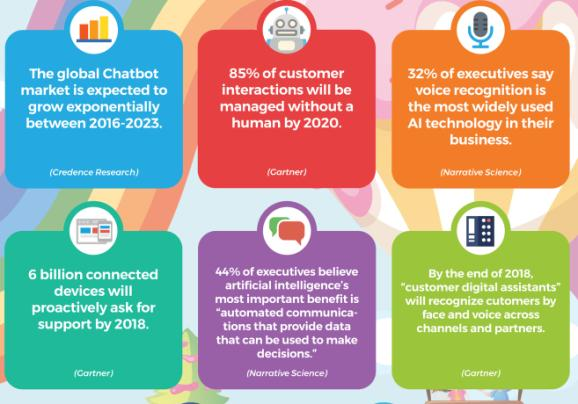 The global Chatbot
market is expected to
grow exponentially
between 2016-2023.
(Credence Research)
85% of customer
interactions will be
managed without a
human by 2020.
(Gartner)
32% of executives say
voice recognition is
the most widely used
AI technology in their
business.
(Narrative Science)
6 billion connected
devices will
proactively ask for
support by 2018.
(Gartner)
44% of executives believe
artificial intelligence's
most important benefit is
"automated communica-
tions that provide data
that can be used to make
decisions."
(Narrative Science)
By the end of 2018,
"customer digital assistants"
will recognize cutomers by
face and voice across
channels and partners.
(Gartner)